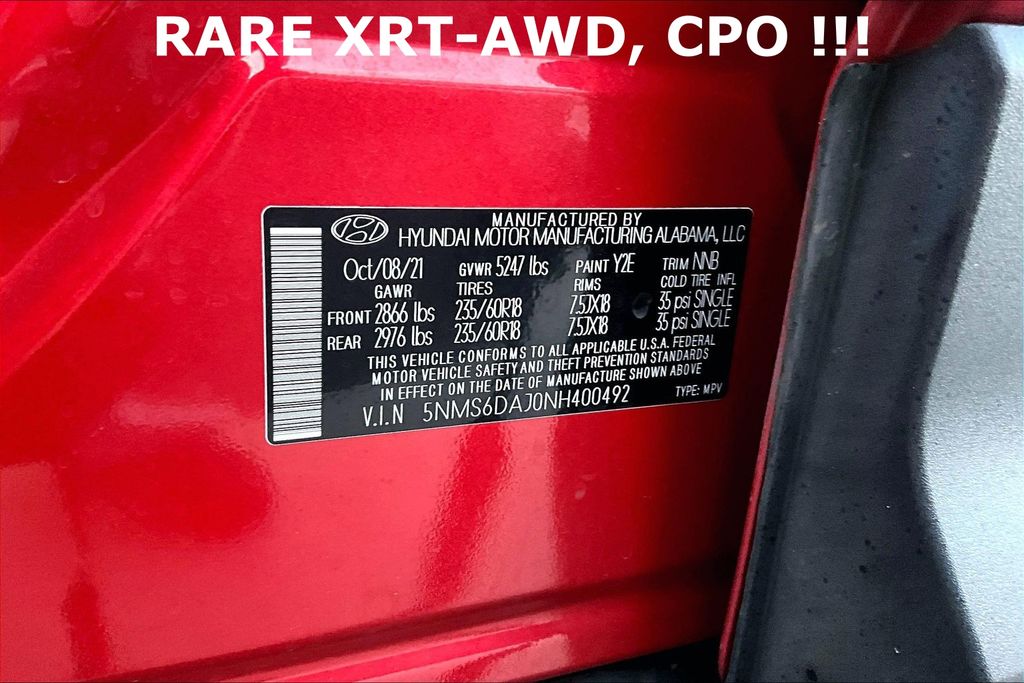 RARE XRT-AWD, CPO !!!
MANUFACTURED BY
HYUNDAI MOTOR MANUFACTURING ALABAMA, LLC
Oct/08/21 GVWR 5247 lbs PAINT Y2E TRIM NNB
GAWR TIRES RIMS COLD TIRE INFL
FRONT 2866 lbs 235/60R18 7.5JX18 35 psi SINGLE
REAR 2976 lbs 235/60R18 7.5JX18 35 psi SINGLE
THIS VEHICLE CONFORMS TO ALL APPLICABLE U.S.A. FEDERAL
MOTOR VEHICLE SAFETY AND THEFT PREVENTION STANDARDS
IN EFFECT ON THE DATE OF MANUFACTURE SHOWN ABOVE
V.I.N 5NMS6DAJ0NH400492 TYPE: MPV